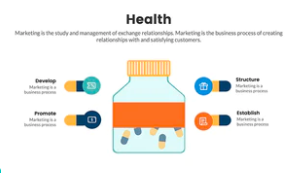 Health
Marketing is the study and management of exchange relationships. Marketing is the business process of creating
relationships with and satisfying customers.
Develop
Marketing is a
business process
Structure
Marketing is a
business process
Promote
Marketing is a
business process
Establish
Marketing is a
business process